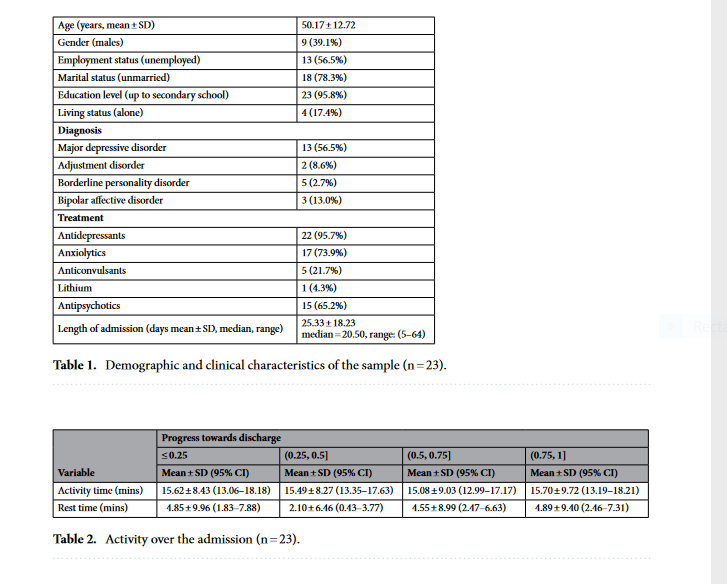 Age (years, mean ± SD) 50.17 ± 12.72
Gender (males) 9 (39.1%)
Employment status (unemployed) 13 (56.5%)
Marital status (unmarried) 18 (78.3%)
Education level (up to secondary school) 23 (95.8%)
Living status (alone) 4 (17.4%)
Diagnosis
Major depressive disorder 13 (56.5%)
Adjustment disorder 2 (8.6%)
Borderline personality disorder 5 (2.7%)
Bipolar affective disorder 3 (13.0%)
Treatment
Antidepressants 22 (95.7%)
Anxiolytics 17 (73.9%)
Anticonvulsants 5 (21.7%)
Lithium 1 (4.3%)
Antipsychotics 15 (65.2%)
Length of admission (days mean ± SD, median, range) 25.33 ± 18.23
median = 20.50, range: (5–64)
Table 1. Demographic and clinical characteristics of the sample (n = 23).
Progress towards discharge
≤0.25 (0.25, 0.5] (0.5, 0.75] (0.75, 1]
Variable Mean ± SD (95% CI) Mean ± SD (95% CI) Mean ± SD (95% CI) Mean ± SD (95% CI)
Activity time (mins) 15.62 ± 8.43 (13.06–18.18) 15.49 ± 8.27 (13.35–17.63) 15.08 ± 9.03 (12.99–17.17) 15.70 ± 9.72 (13.19–18.21)
Rest time (mins) 4.85 ± 9.96 (1.83–7.88) 2.10 ± 6.46 (0.43–3.77) 4.55 ± 8.99 (2.47–6.63) 4.89 ± 9.40 (2.46–7.31)
Table 2. Activity over the admission (n = 23).